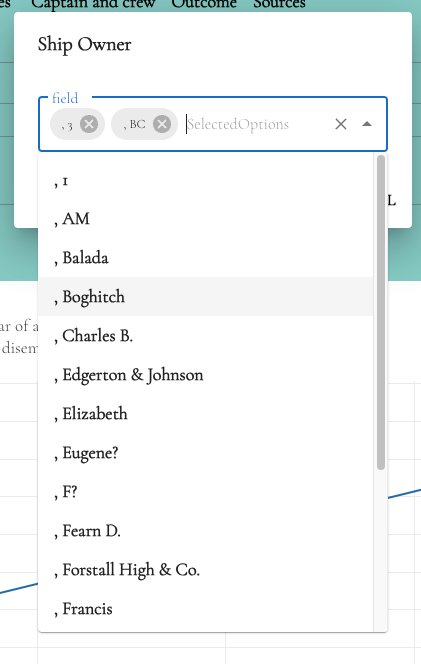 es Captain and crew Outcome Sources
Ship Owner
field
, 3 , BC SelectedOptions
, 1
, AM
, Balada
L
, Boghitch
ar of a
, Charles B.
disem
, Edgerton & Johnson
, Elizabeth
, Eugene?
, F?
, Fearn D.
, Forstall High & Co.
, Francis